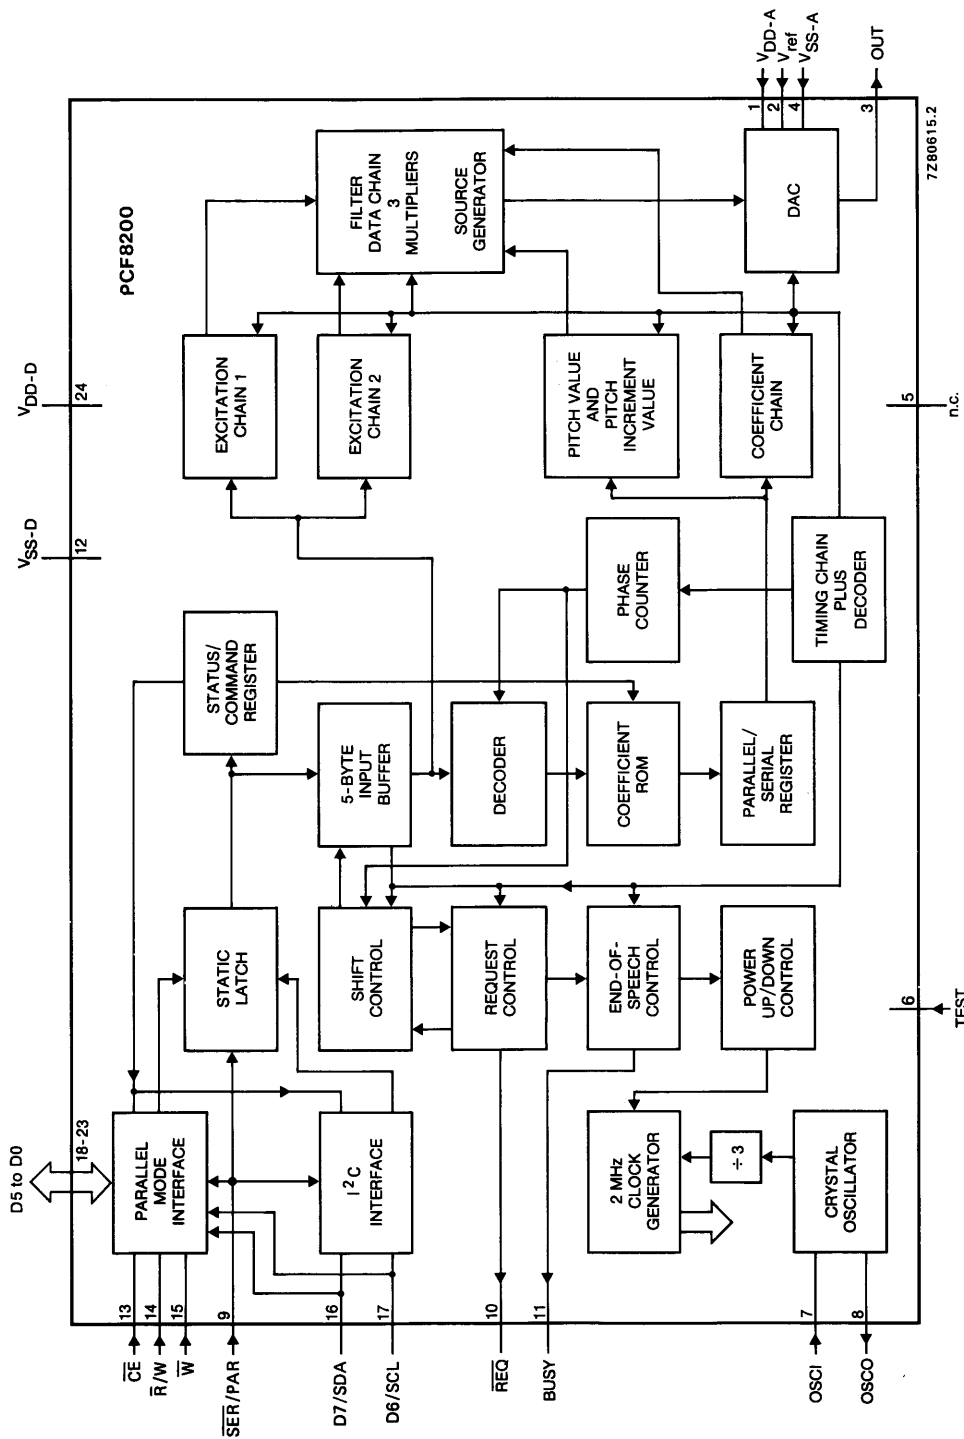 PCF8200
D5 to D0
18-23
VSS-D
12
VDD-D
24
CE
13
R/W
14
W
15
SER/PAR
9
D7/SDA
16
D6/SCL
17
REQ
10
BUSY
11
OSCI
7
OSCO
8
PARALLEL
MODE
INTERFACE
I²C
INTERFACE
STATIC
LATCH
STATUS/
COMMAND
REGISTER
EXCITATION
CHAIN 1
SHIFT
CONTROL
5-BYTE
INPUT
BUFFER
EXCITATION
CHAIN 2
FILTER
DATA CHAIN
3
MULTIPLIERS
SOURCE
GENERATOR
REQUEST
CONTROL
DECODER
2 MHz
CLOCK
GENERATOR
END-OF-
SPEECH
CONTROL
COEFFICIENT
ROM
PHASE
COUNTER
PITCH VALUE
AND
PITCH
INCREMENT
VALUE
÷ 3
POWER
UP/DOWN
CONTROL
PARALLEL/
SERIAL
REGISTER
COEFFICIENT
CHAIN
DAC
CRYSTAL
OSCILLATOR
TIMING CHAIN
PLUS
DECODER
1
VDD-A
2
Vref
4
VSS-A
3
OUT
6
TEST
5
n.c.
7Z80615.2